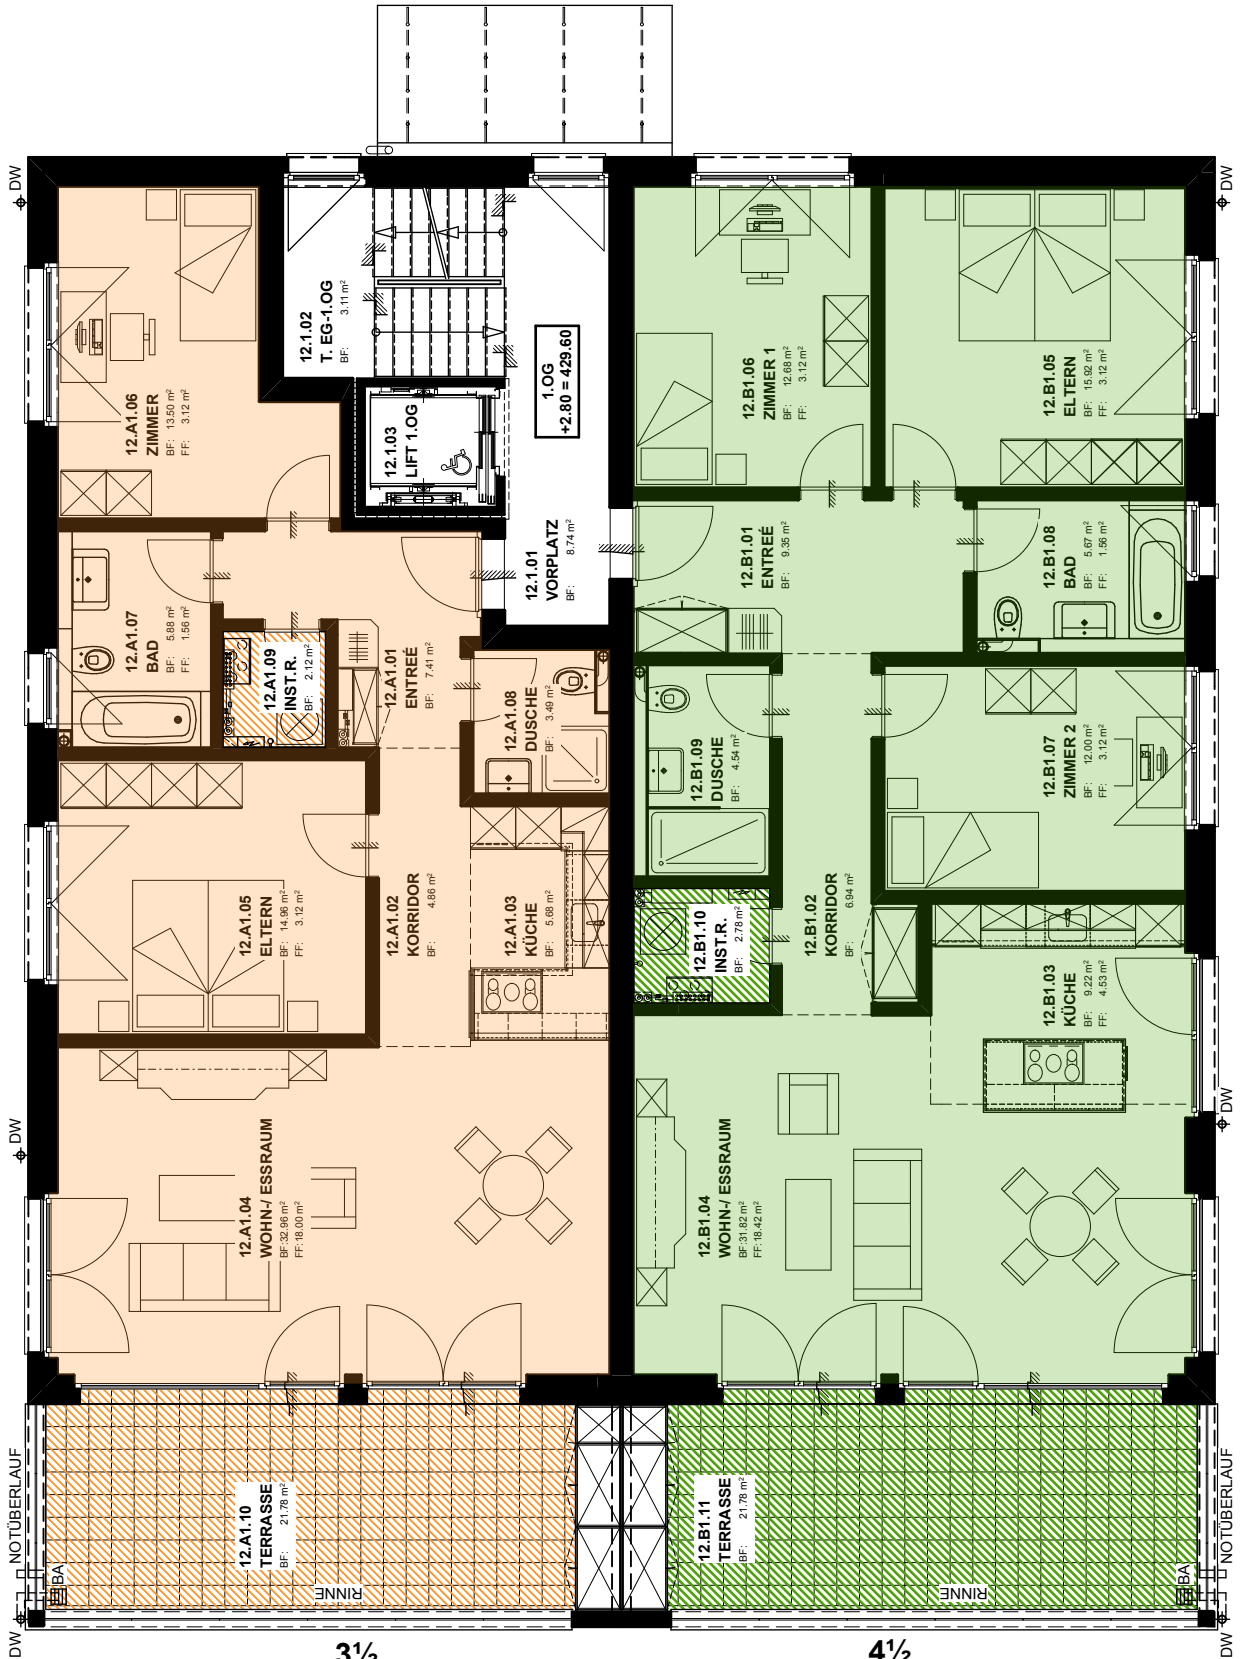 DW
DW
DW
NOTÜBERLAUF
BA
12.A1.06
ZIMMER
BF: 13.50 m²
FF: 3.12 m²
12.1.02
T. EG-1.OG
BF: 3.11 m²
12.1.03
LIFT 1.OG
1.OG
+2.80 = 429.60
12.1.01
VORPLATZ
BF: 8.74 m²
12.A1.07
BAD
BF: 5.88 m²
FF: 1.56 m²
12.A1.09
INST.R.
BF: 2.12 m²
12.A1.01
ENTREÉ
BF: 7.41 m²
12.A1.08
DUSCHE
BF: 3.49 m²
12.A1.05
ELTERN
BF: 14.96 m²
FF: 3.12 m²
12.A1.02
KORRIDOR
BF: 4.86 m²
12.A1.03
KÜCHE
BF: 5.68 m²
12.A1.04
WOHN-/ ESSRAUM
BF: 32.96 m²
FF: 18.00 m²
12.A1.10
TERRASSE
BF: 21.78 m²
RINNE
3½
12.B1.06
ZIMMER 1
BF: 12.68 m²
FF: 3.12 m²
12.B1.05
ELTERN
BF: 15.92 m²
FF: 3.12 m²
12.B1.01
ENTREÉ
BF: 9.35 m²
12.B1.08
BAD
BF: 5.67 m²
FF: 1.56 m²
12.B1.09
DUSCHE
BF: 4.54 m²
12.B1.07
ZIMMER 2
BF: 12.00 m²
FF: 3.12 m²
12.B1.10
INST.R.
BF: 2.78 m²
12.B1.02
KORRIDOR
BF: 6.94 m²
12.B1.03
KÜCHE
BF: 9.22 m²
FF: 4.53 m²
12.B1.04
WOHN-/ ESSRAUM
BF: 31.82 m²
FF: 18.42 m²
12.B1.11
TERRASSE
BF: 21.78 m²
RINNE
4½
DW
DW
DW
NOTÜBERLAUF
BA